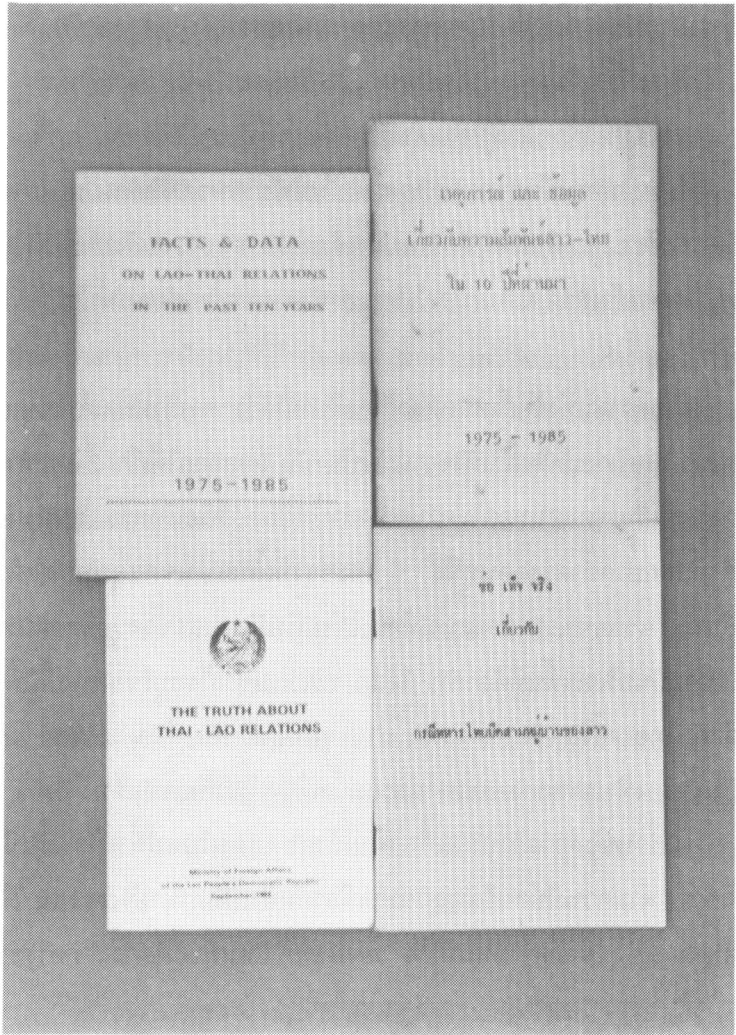 FACTS & DATA
ON LAO-THAI RELATIONS
IN THE PAST TEN YEARS
1975-1985
เหตุการณ์ และ ข้อมูล
เกี่ยวกับความสัมพันธ์ลาว-ไทย
ใน 10 ปีที่ผ่านมา
1975 - 1985
THE TRUTH ABOUT
THAI - LAO RELATIONS
Ministry of Foreign Affairs
of the Lao People's Democratic Republic
September
ข้อ เท็จ จริง
เกี่ยวกับ
กรณีทหารไทยยึดสามหมู่บ้านของลาว